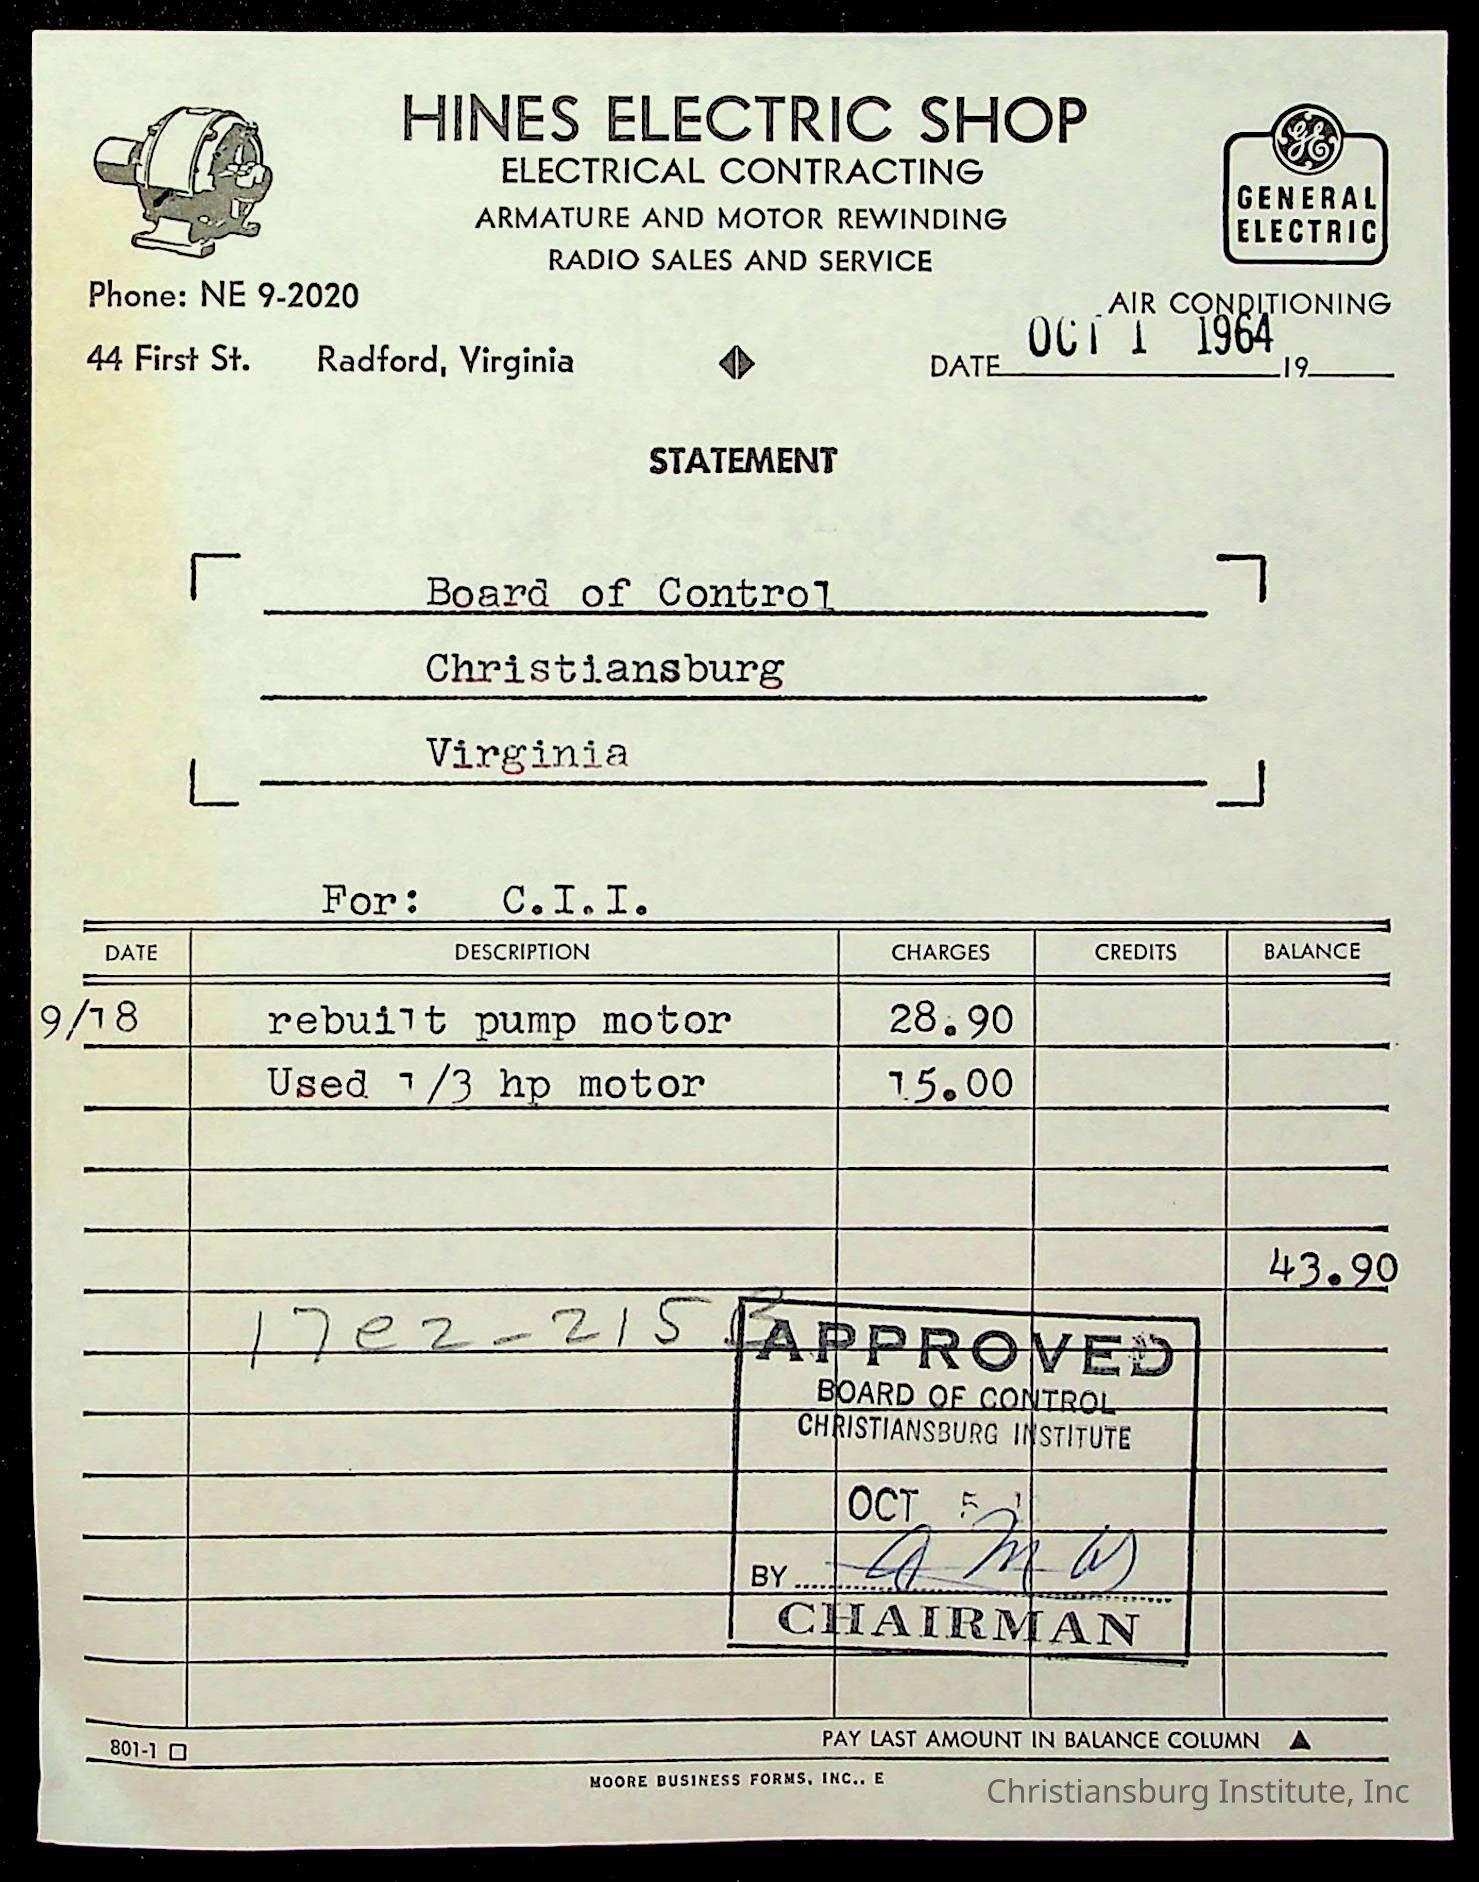 HINES ELECTRIC SHOP
ELECTRICAL CONTRACTING
ARMATURE AND MOTOR REWINDING
RADIO SALES AND SERVICE
GE
GENERAL
ELECTRIC
Phone: NE 9-2020
AIR CONDITIONING
44 First St. Radford, Virginia
DATE OCT 1 1964 19
STATEMENT
Board of Control
Christiansburg
Virginia
For: C.I.I.
DATE DESCRIPTION CHARGES CREDITS BALANCE
9/18 rebuilt pump motor 28.90
Used 1/3 hp motor 15.00
43.90
17e2-215 B
APPROVED
BOARD OF CONTROL
CHRISTIANSBURG INSTITUTE
OCT 5
BY
CHAIRMAN
PAY LAST AMOUNT IN BALANCE COLUMN
801-1
MOORE BUSINESS FORMS, INC., E
Christiansburg Institute, Inc